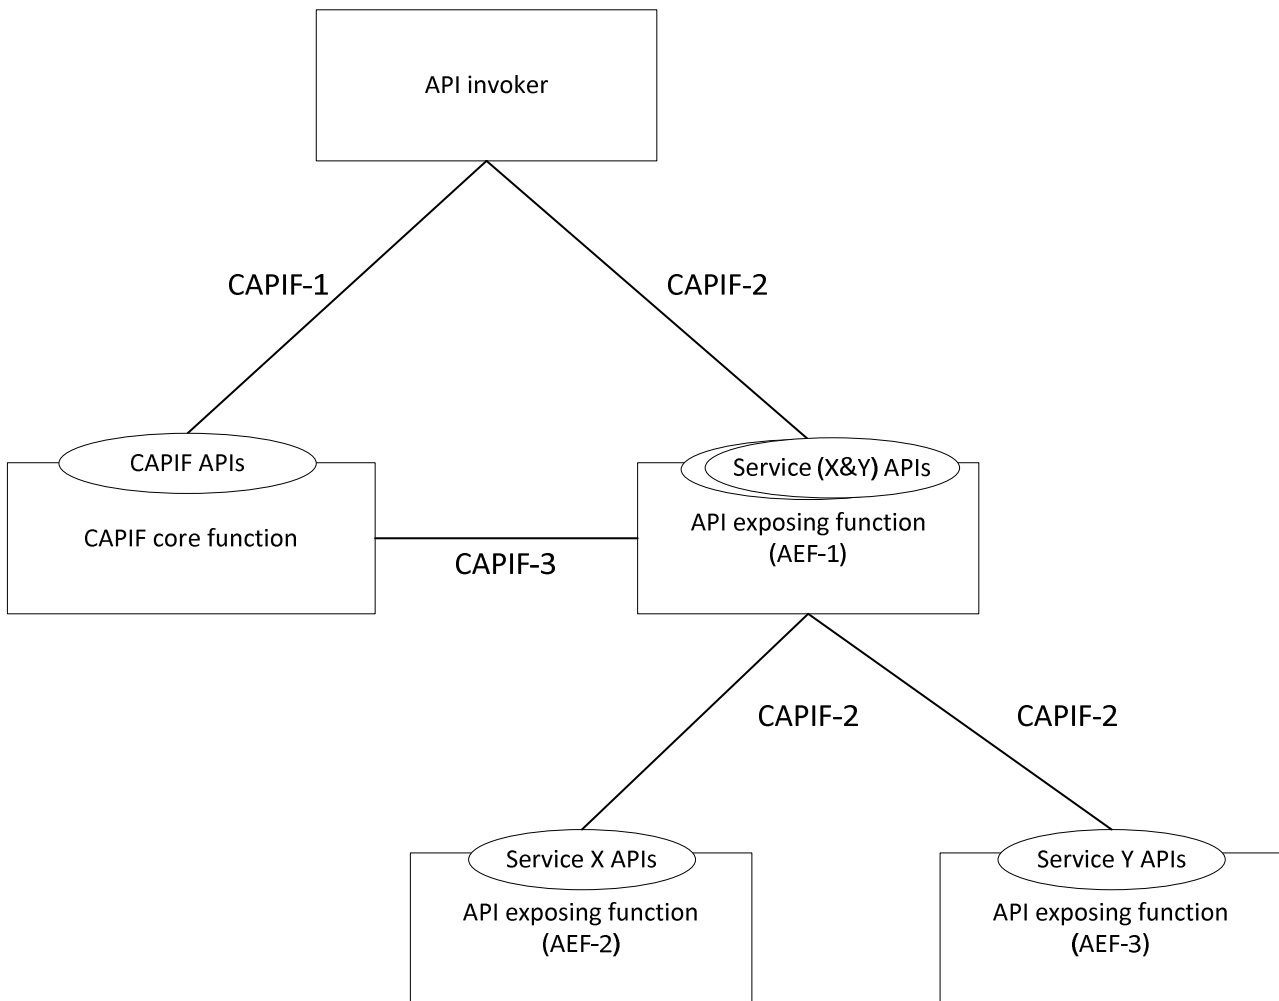 API invoker
CAPIF-1
CAPIF-2
CAPIF APIs
Service (X&Y) APIs
CAPIF core function
API exposing function
(AEF-1)
CAPIF-3
CAPIF-2
CAPIF-2
Service X APIs
API exposing function
(AEF-2)
Service Y APIs
API exposing function
(AEF-3)